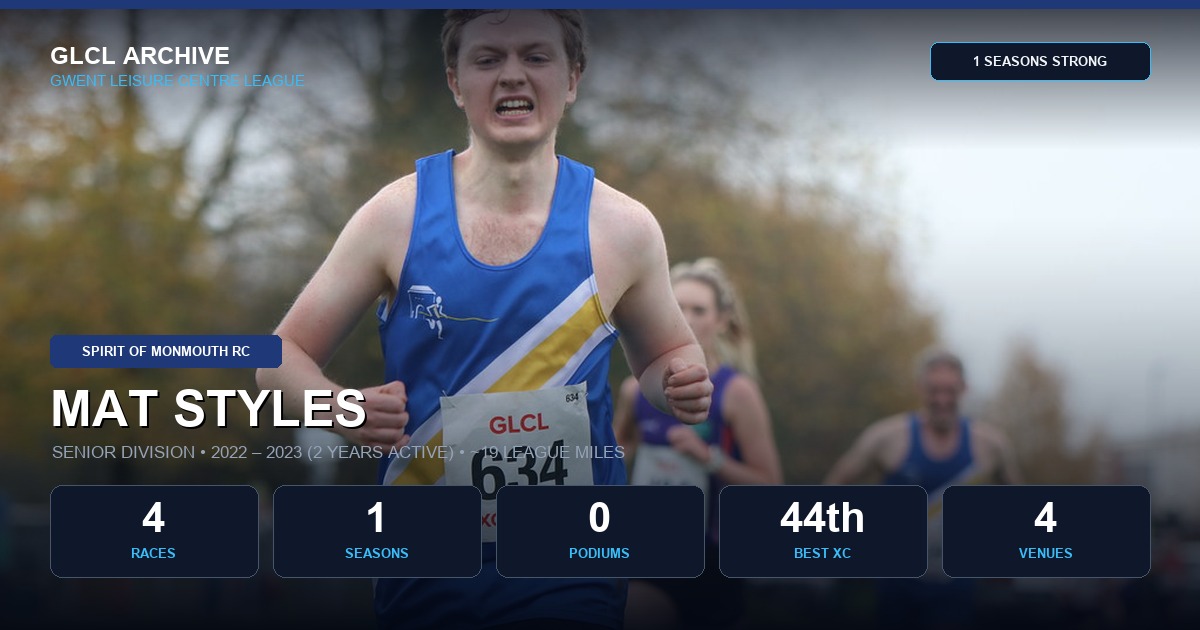 GLCL ARCHIVE
GWENT LEISURE CENTRE LEAGUE
1 SEASONS STRONG
SPIRIT OF MONMOUTH RC
MAT STYLES
SENIOR DIVISION • 2022 – 2023 (2 YEARS ACTIVE) • ~19 LEAGUE MILES
634
GLCL
634
XC
4
RACES
1
SEASONS
0
PODIUMS
44th
BEST XC
4
VENUES